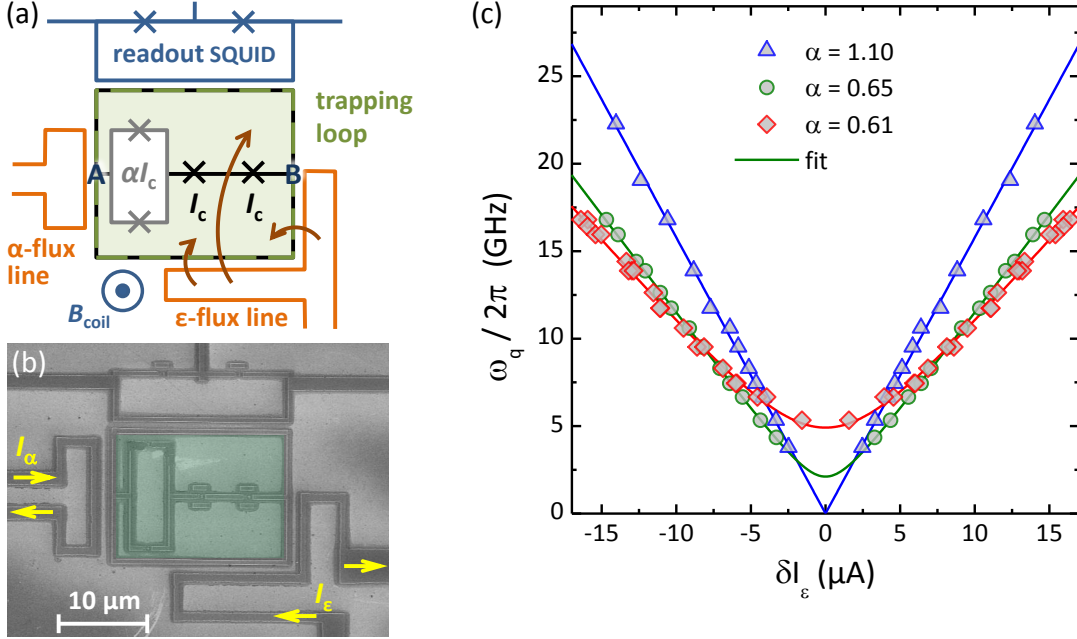 (a)
readout SQUID
trapping
loop
A
αI_c
B
I_c
I_c
α-flux
line
B_coil
ε-flux line
(b)
I_α
I_ε
10 μm
(c)
α = 1.10
α = 0.65
α = 0.61
fit
ω_q / 2π (GHz)
25
20
15
10
5
0
-15 -10 -5 0 5 10 15
δI_ε (μA)